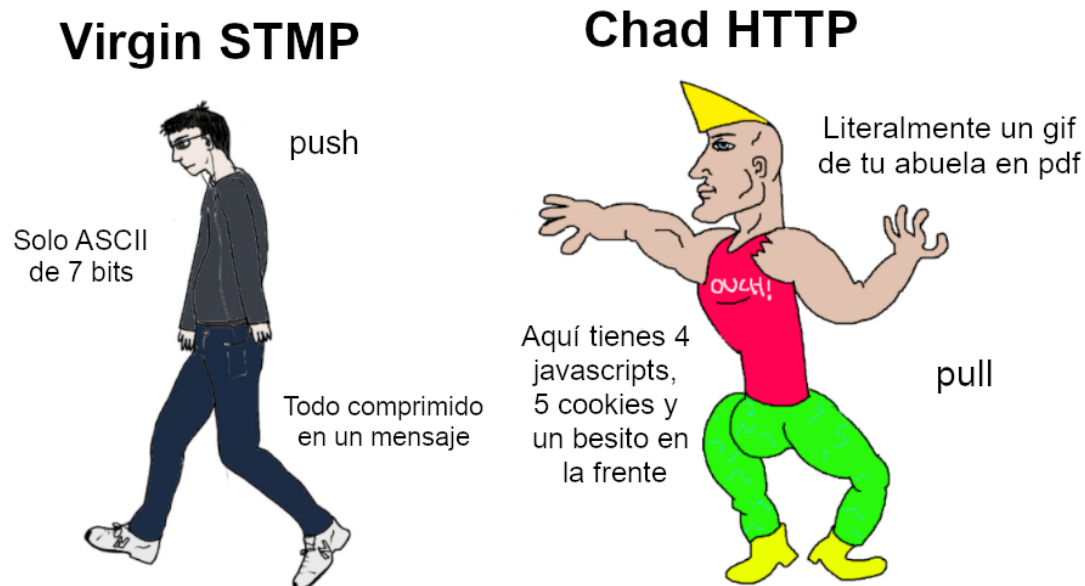 Virgin STMP
Chad HTTP
push
Solo ASCII
de 7 bits
Todo comprimido
en un mensaje
Literalmente un gif
de tu abuela en pdf
OUCH!
Aquí tienes 4
javascripts,
5 cookies y
un besito en
la frente
pull